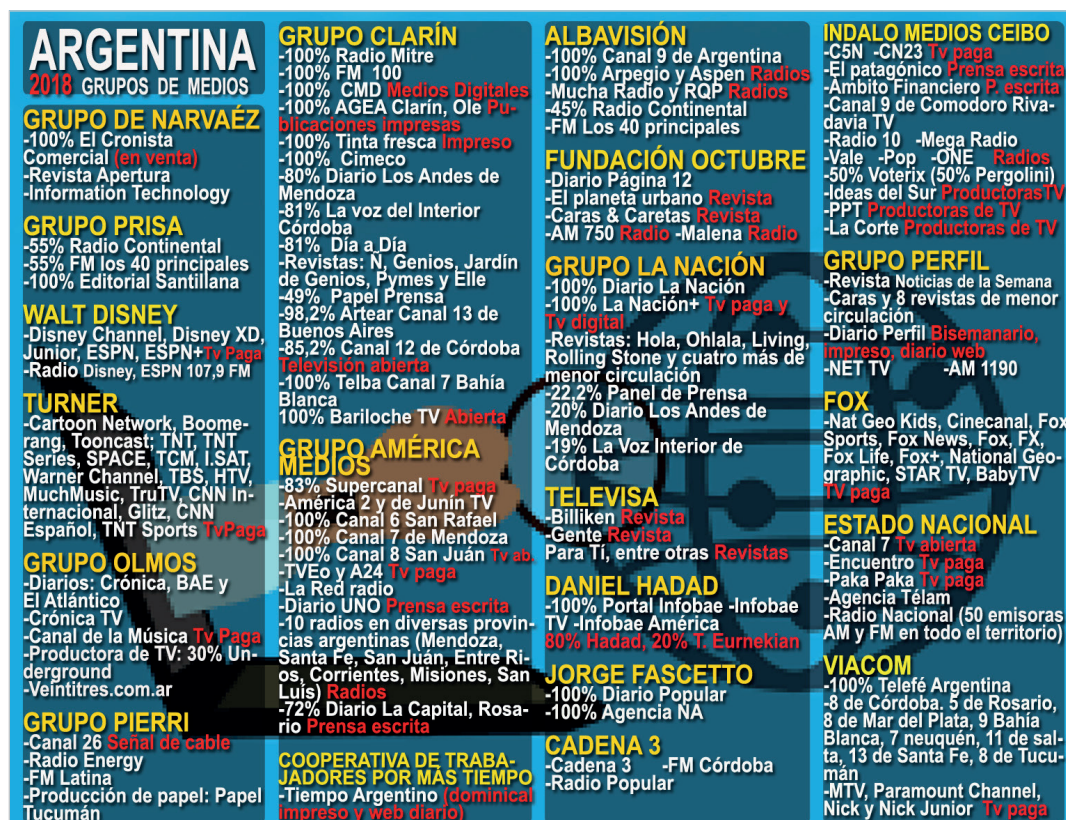 ARGENTINA
2018 GRUPOS DE MEDIOS
GRUPO DE NARVAÉZ
-100% El Cronista
Comercial (en venta)
-Revista Apertura
-Information Technology
GRUPO PRISA
-55% Radio Continental
-55% FM los 40 principales
-100% Editorial Santillana
WALT DISNEY
-Disney Channel, Disney XD,
Junior, ESPN, ESPN+Tv Paga
-Radio Disney, ESPN 107,9 FM
TURNER
-Cartoon Network, Boome-
rang, Tooncast; TNT, TNT
Series, SPACE, TCM, I.SAT,
Warner Channel, TBS, HTV,
MuchMusic, TruTV, CNN In-
ternacional, Glitz, CNN
Español, TNT Sports TvPaga
GRUPO OLMOS
-Diarios: Crónica, BAE y
El Atlántico
-Crónica TV
-Canal de la Música Tv Paga
-Productora de TV: 30% Un-
derground
-Veintitres.com.ar
GRUPO PIERRI
-Canal 26 Señal de cable
-Radio Energy
-FM Latina
-Producción de papel: Papel
Tucumán
GRUPO CLARÍN
-100% Radio Mitre
-100% FM 100
-100% CMD Medios Digitales
-100% AGEA Clarín, Ole Pu-
blicaciones impresas
-100% Tinta fresca Impreso
-100% Cimeco
-80% Diario Los Andes de
Mendoza
-81% La voz del Interior
Córdoba
-81% Día a Día
-Revistas: N, Genios, Jardín
de Genios, Pymes y Elle
-49% Papel Prensa
-98,2% Artear Canal 13 de
Buenos Aires
-85,2% Canal 12 de Córdoba
Televisión abierta
-100% Telba Canal 7 Bahía
Blanca
100% Bariloche TV Abierta
GRUPO AMÉRICA
MEDIOS
-83% Supercanal Tv paga
-América 2 y de Junín TV
-100% Canal 6 San Rafael
-100% Canal 7 de Mendoza
-100% Canal 8 San Juán Tv ab.
-TVEo y A24 Tv paga
-La Red radio
-Diario UNO Prensa escrita
-10 radios en diversas provin-
cias argentinas (Mendoza,
Santa Fe, San Juán, Entre Rí-
os, Corrientes, Misiones, San
Luís) Radios
-72% Diario La Capital, Rosa-
rio Prensa escrita
COOPERATIVA DE TRABA-
JADORES POR MÁS TIEMPO
-Tiempo Argentino (dominical
impreso y web diario)
ALBAVISIÓN
-100% Canal 9 de Argentina
-100% Arpegio y Aspen Radios
-Mucha Radio y RQP Radios
-45% Radio Continental
-FM Los 40 principales
FUNDACIÓN OCTUBRE
-Diario Página 12
-El planeta urbano Revista
-Caras & Caretas Revista
-AM 750 Radio -Malena Radio
GRUPO LA NACIÓN
-100% Diario La Nación
-100% La Nación+ Tv paga y
Tv digital
-Revistas: Hola, Ohlala, Living,
Rolling Stone y cuatro más de
menor circulación
-22,2% Panel de Prensa
-20% Diario Los Andes de
Mendoza
-19% La Voz Interior de
Córdoba
TELEVISA
-Billiken Revista
-Gente Revista
Para Tí, entre otras Revistas
DANIEL HADAD
-100% Portal Infobae -Infobae
TV -Infobae América
80% Hadad, 20% T. Eurnekian
JORGE FASCETTO
-100% Diario Popular
-100% Agencia NA
CADENA 3
-Cadena 3 -FM Córdoba
-Radio Popular
INDALO MEDIOS CEIBO
-C5N -CN23 Tv paga
-El patagónico Prensa escrita
-Ámbito Financiero P. escrita
-Canal 9 de Comodoro Riva-
davia TV
-Radio 10 -Mega Radio
-Vale -Pop -ONE Radios
-50% Voterix (50% Pergolini)
-Ideas del Sur ProductorasTV
-PPT Productoras de TV
-La Corte Productoras de TV
GRUPO PERFIL
-Revista Noticias de la Semana
-Caras y 8 revistas de menor
circulación
-Diario Perfil Bisemanario,
impreso, diario web
-NET TV -AM 1190
FOX
-Nat Geo Kids, Cinecanal, Fox
Sports, Fox News, Fox, FX,
Fox Life, Fox+, National Geo-
graphic, STAR TV, BabyTV
TV paga
ESTADO NACIONAL
-Canal 7 Tv abierta
-Encuentro Tv paga
-Paka Paka Tv paga
-Agencia Télam
-Radio Nacional (50 emisoras
AM y FM en todo el territorio)
VIACOM
-100% Telefé Argentina
-8 de Córdoba. 5 de Rosario,
8 de Mar del Plata, 9 Bahía
Blanca, 7 neuquén, 11 de sal-
ta, 13 de Santa Fe, 8 de Tucu-
mán
-MTV, Paramount Channel,
Nick y Nick Junior Tv paga